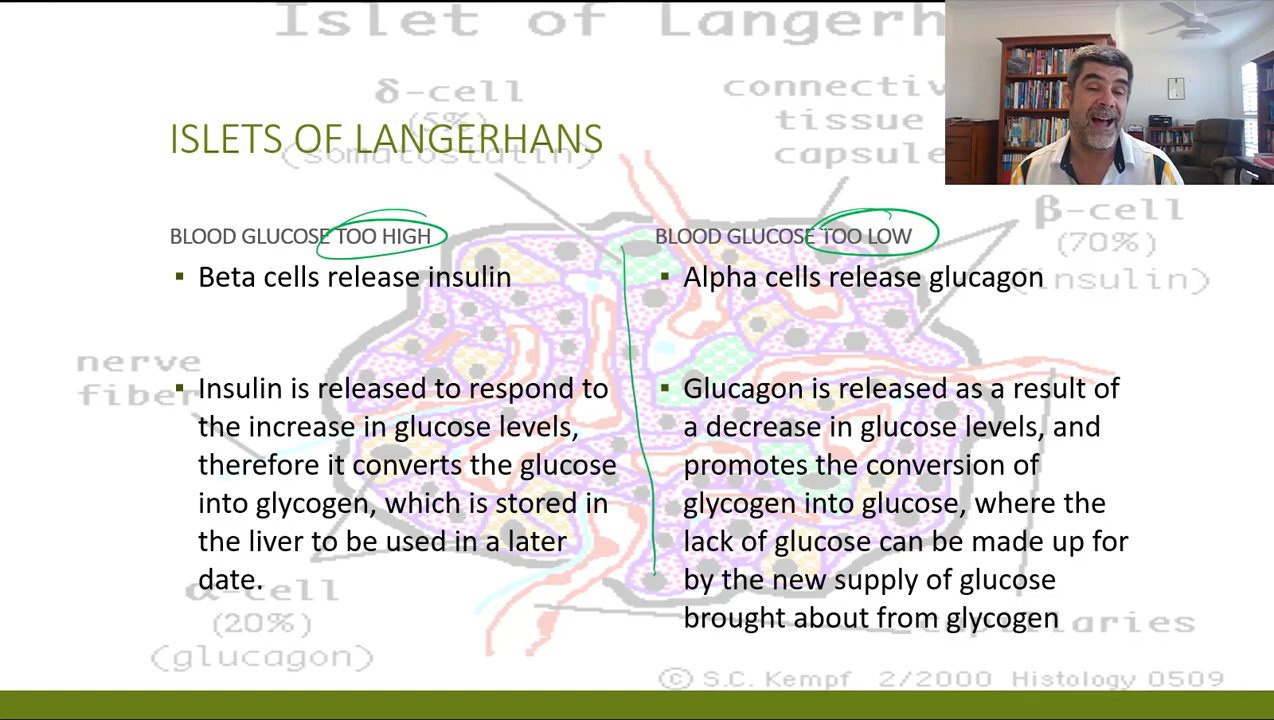 Islet of Langerh
δ-cell
(5%)
(somatostatin)
connectiv
tissue
capsule
ISLETS OF LANGERHANS
β-cell
(70%)
(insulin)
BLOOD GLUCOSE TOO HIGH
▪ Beta cells release insulin
▪ Insulin is released to respond to
the increase in glucose levels,
therefore it converts the glucose
into glycogen, which is stored in
the liver to be used in a later
date.
BLOOD GLUCOSE TOO LOW
▪ Alpha cells release glucagon
▪ Glucagon is released as a result of
a decrease in glucose levels, and
promotes the conversion of
glycogen into glucose, where the
lack of glucose can be made up for
by the new supply of glucose
brought about from glycogen
nerve
fiber
α-cell
(20%)
(glucagon)
capillaries
© S.C. Kempf 2/2000 Histology 0509